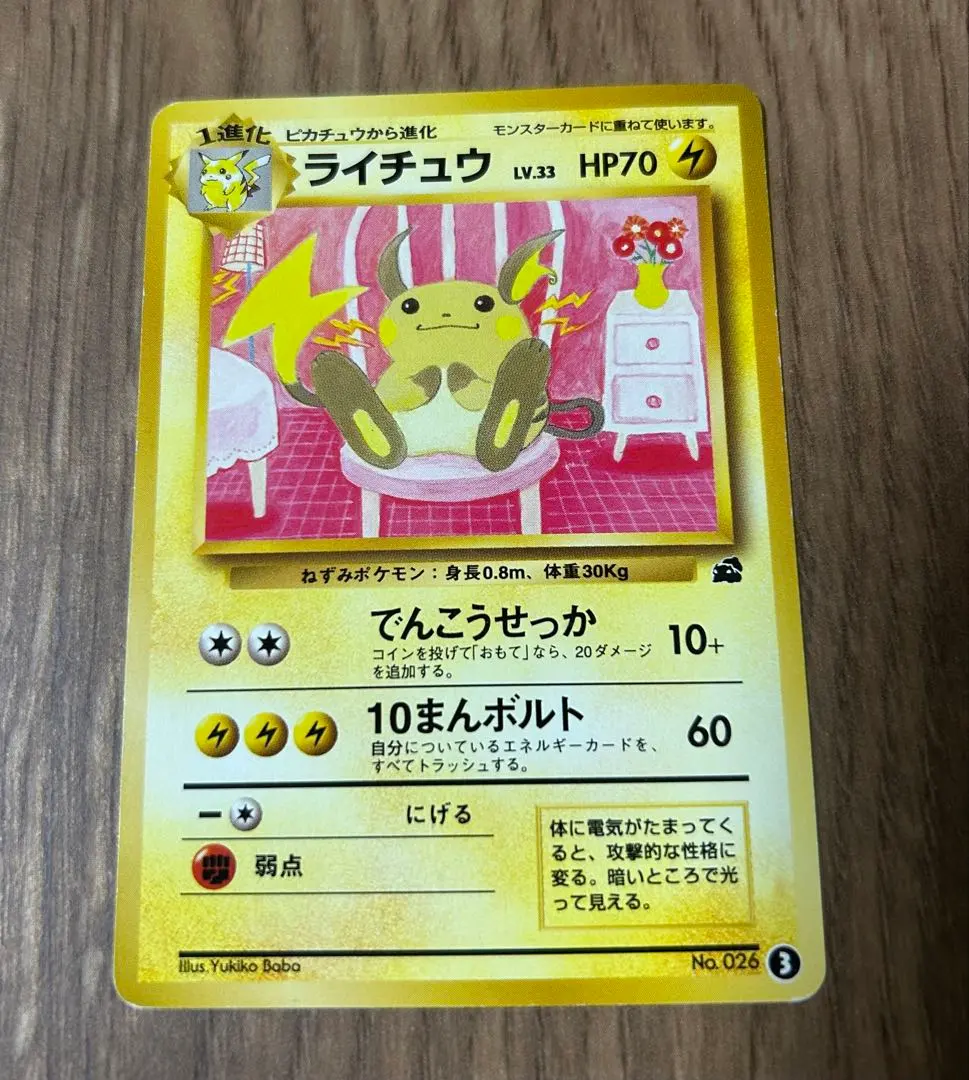 1進化 ピカチュウから進化 モンスターカードに重ねて使います。
ライチュウ LV.33 HP70
ねずみポケモン：身長0.8m、体重30Kg
でんこうせっか 10+
コインを投げて「おもて」なら、20ダメージ
を追加する。
10まんボルト 60
自分についているエネルギーカードを、
すべてトラッシュする。
ー にげる
弱点
体に電気がたまってく
ると、攻撃的な性格に
変る。暗いところで光
って見える。
Illus. Yukiko Baba No. 026 3